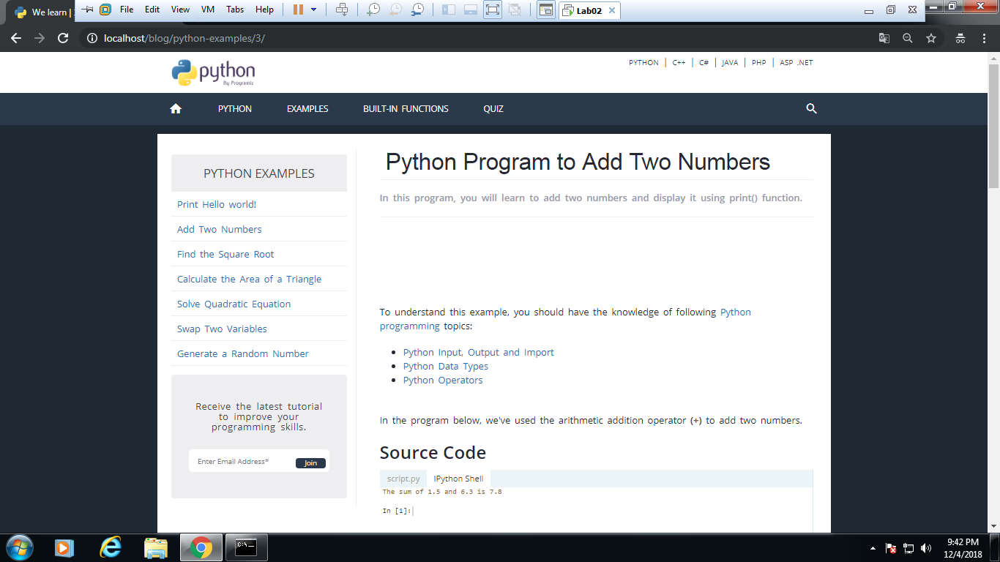 We learn |
File Edit View VM Tabs Help
Lab02
localhost/blog/python-examples/3/
python
By Programiz
PYTHON | C++ | C# | JAVA | PHP | ASP .NET
PYTHON EXAMPLES BUILT-IN FUNCTIONS QUIZ
PYTHON EXAMPLES
Print Hello world!
Add Two Numbers
Find the Square Root
Calculate the Area of a Triangle
Solve Quadratic Equation
Swap Two Variables
Generate a Random Number
Receive the latest tutorial
to improve your
programming skills.
Enter Email Address*
Join
Python Program to Add Two Numbers
In this program, you will learn to add two numbers and display it using print() function.
To understand this example, you should have the knowledge of following Python
programming topics:
Python Input, Output and Import
Python Data Types
Python Operators
In the program below, we've used the arithmetic addition operator (+) to add two numbers.
Source Code
script.py IPython Shell
The sum of 1.5 and 6.3 is 7.8
In [1]:
C:\
9:42 PM
12/4/2018